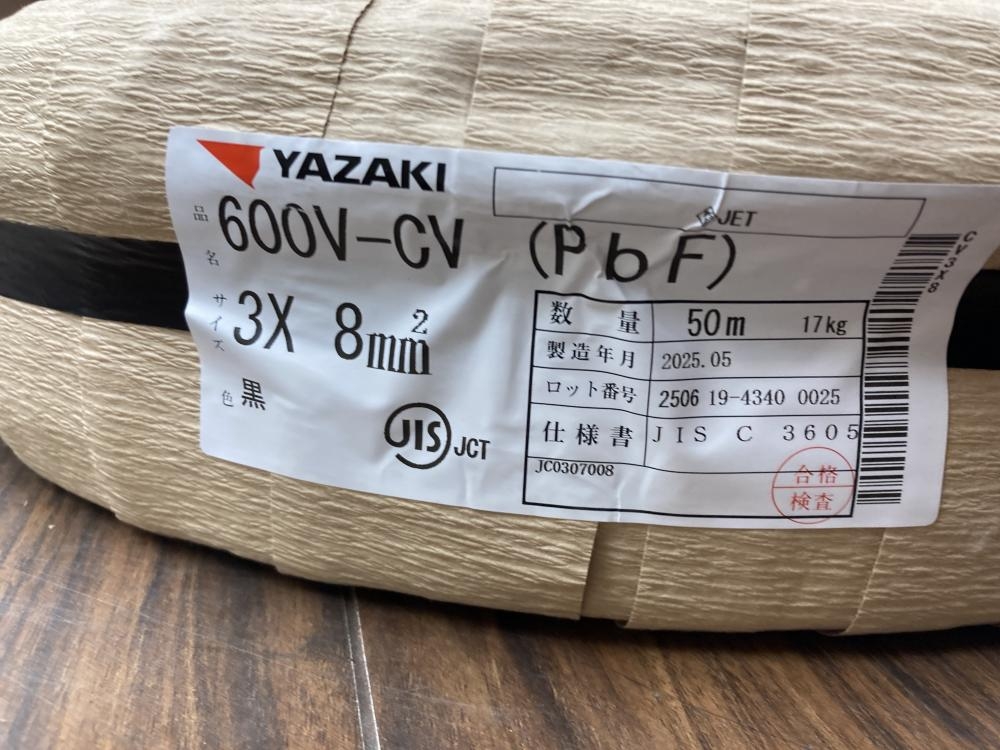 YAZAKI
JET
品名 600V-CV (PbF)
サイズ 3X 8mm²
色 黒
JIS JCT
数量 50m 17kg
製造年月 2025.05
ロット番号 2506 19-4340 0025
仕様書 JIS C 3605
JC0307008
合格
検査
CV3X8